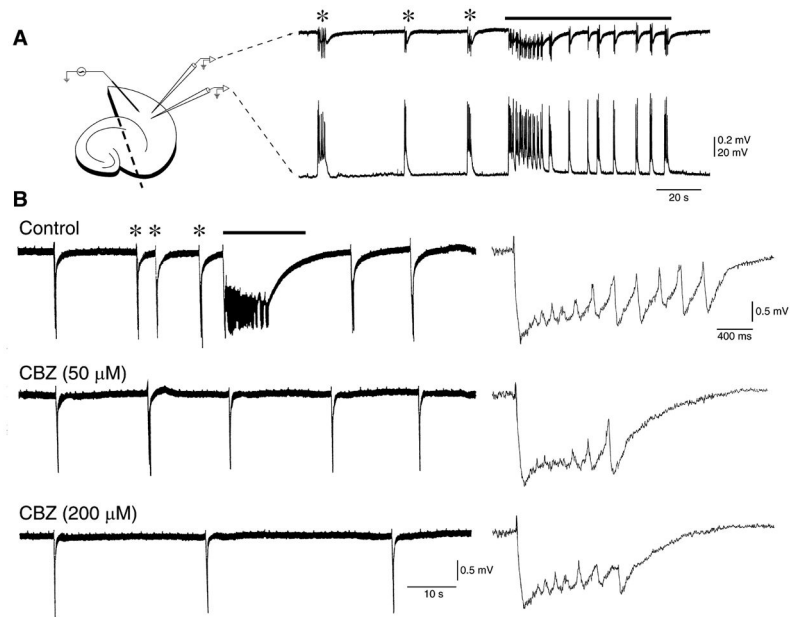 A
* * *
0.2 mV
20 mV
20 s
B
Control
* * *
0.5 mV
400 ms
CBZ (50 μM)
CBZ (200 μM)
0.5 mV
10 s